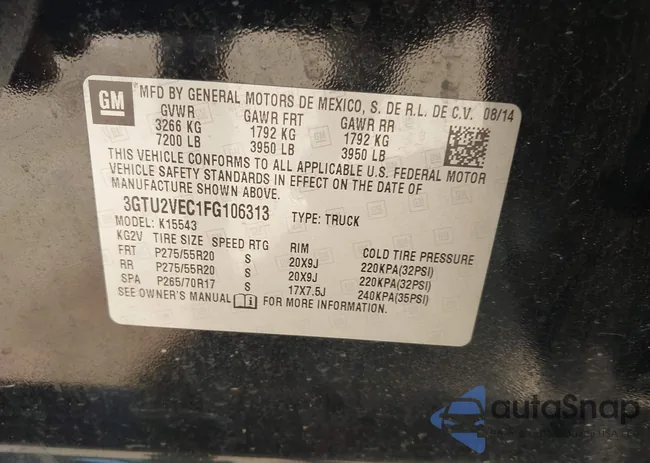 GM
MFD BY GENERAL MOTORS DE MEXICO, S. DE R.L. DE C.V. 08/14
GVWR GAWR FRT GAWR RR
3266 KG 1792 KG 1792 KG
7200 LB 3950 LB 3950 LB
THIS VEHICLE CONFORMS TO ALL APPLICABLE U.S. FEDERAL MOTOR
VEHICLE SAFETY STANDARDS IN EFFECT ON THE DATE OF
MANUFACTURE SHOWN ABOVE.
3GTU2VEC1FG106313 TYPE: TRUCK
MODEL: K15543
KG2V TIRE SIZE SPEED RTG RIM COLD TIRE PRESSURE
FRT P275/55R20 S 20X9J 220KPA(32PSI)
RR P275/55R20 S 20X9J 220KPA(32PSI)
SPA P265/70R17 S 17X7.5J 240KPA(35PSI)
SEE OWNER'S MANUAL FOR MORE INFORMATION.
autoSnap